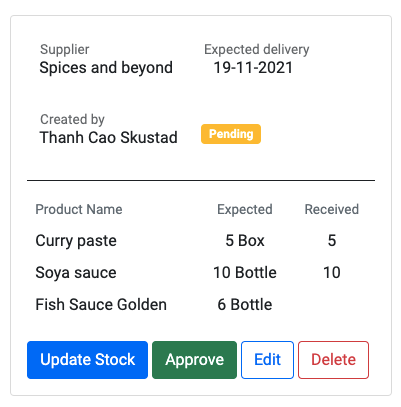 Supplier Expected delivery
Spices and beyond 19-11-2021
Created by
Thanh Cao Skustad Pending
Product Name Expected Received
Curry paste 5 Box 5
Soya sauce 10 Bottle 10
Fish Sauce Golden 6 Bottle
Update Stock Approve Edit Delete